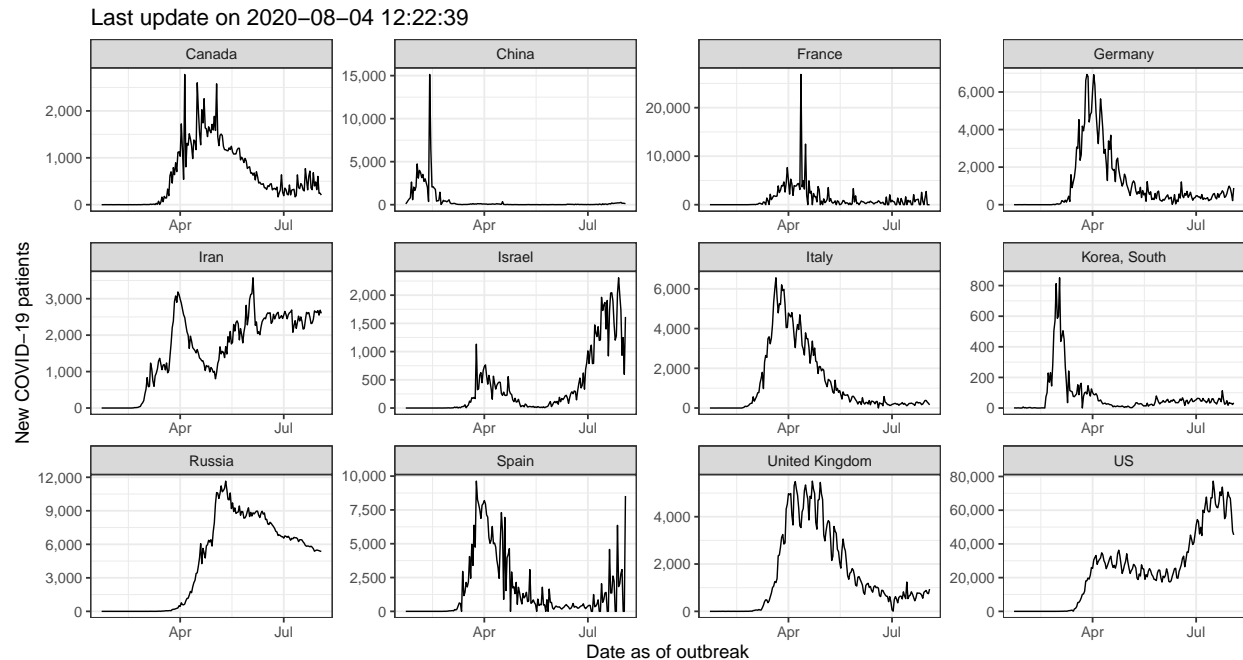 Last update on 2020−08−04 12:22:39
Canada
China
France
Germany
2,000
1,000
0
15,000
10,000
5,000
0
20,000
10,000
0
6,000
4,000
2,000
0
Apr Jul
Apr Jul
Apr Jul
Apr Jul
Iran
Israel
Italy
Korea, South
3,000
2,000
1,000
0
2,000
1,500
1,000
500
0
6,000
4,000
2,000
0
800
600
400
200
0
Apr Jul
Apr Jul
Apr Jul
Apr Jul
New COVID−19 patients
Russia
Spain
United Kingdom
US
12,000
9,000
6,000
3,000
0
10,000
7,500
5,000
2,500
0
4,000
2,000
0
80,000
60,000
40,000
20,000
0
Apr Jul
Apr Jul
Apr Jul
Apr Jul
Date as of outbreak